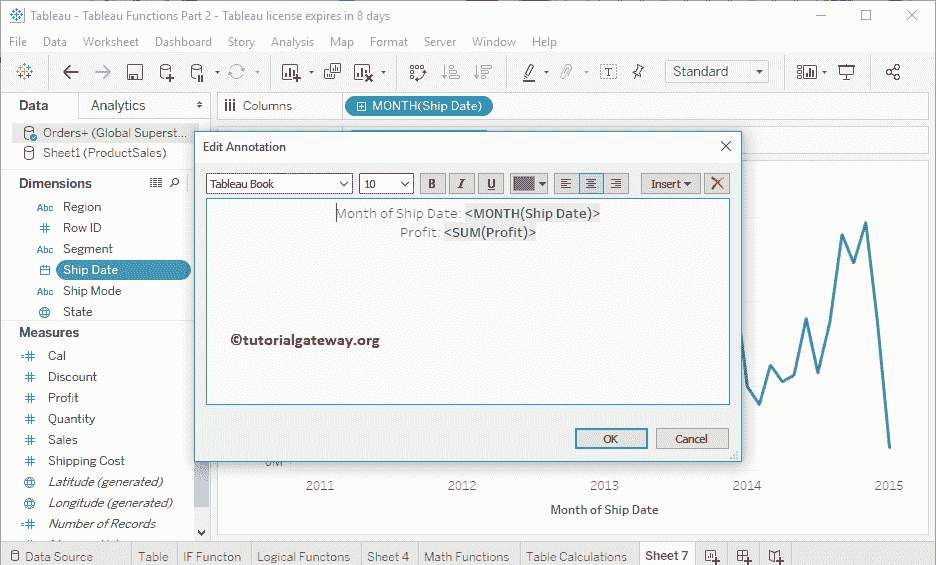 Tableau - Tableau Functions Part 2 - Tableau license expires in 8 days
File Data Worksheet Dashboard Story Analysis Map Format Server Window Help
Standard
Data Analytics
Columns MONTH(Ship Date)
Orders+ (Global Superst...
Sheet1 (ProductSales)
Dimensions
Abc Region
Row ID
Abc Segment
Ship Date
Abc Ship Mode
State
Measures
Cal
Discount
Profit
Quantity
Sales
Shipping Cost
Latitude (generated)
Longitude (generated)
Number of Records
Edit Annotation
Tableau Book 10 B I U Insert
Month of Ship Date: <MONTH(Ship Date)>
Profit: <SUM(Profit)>
©tutorialgateway.org
OK Cancel
2011 2012 2013 2014 2015
Month of Ship Date
Data Source Table IF Functon Logical Functons Sheet 4 Math Functions Table Calculations Sheet 7